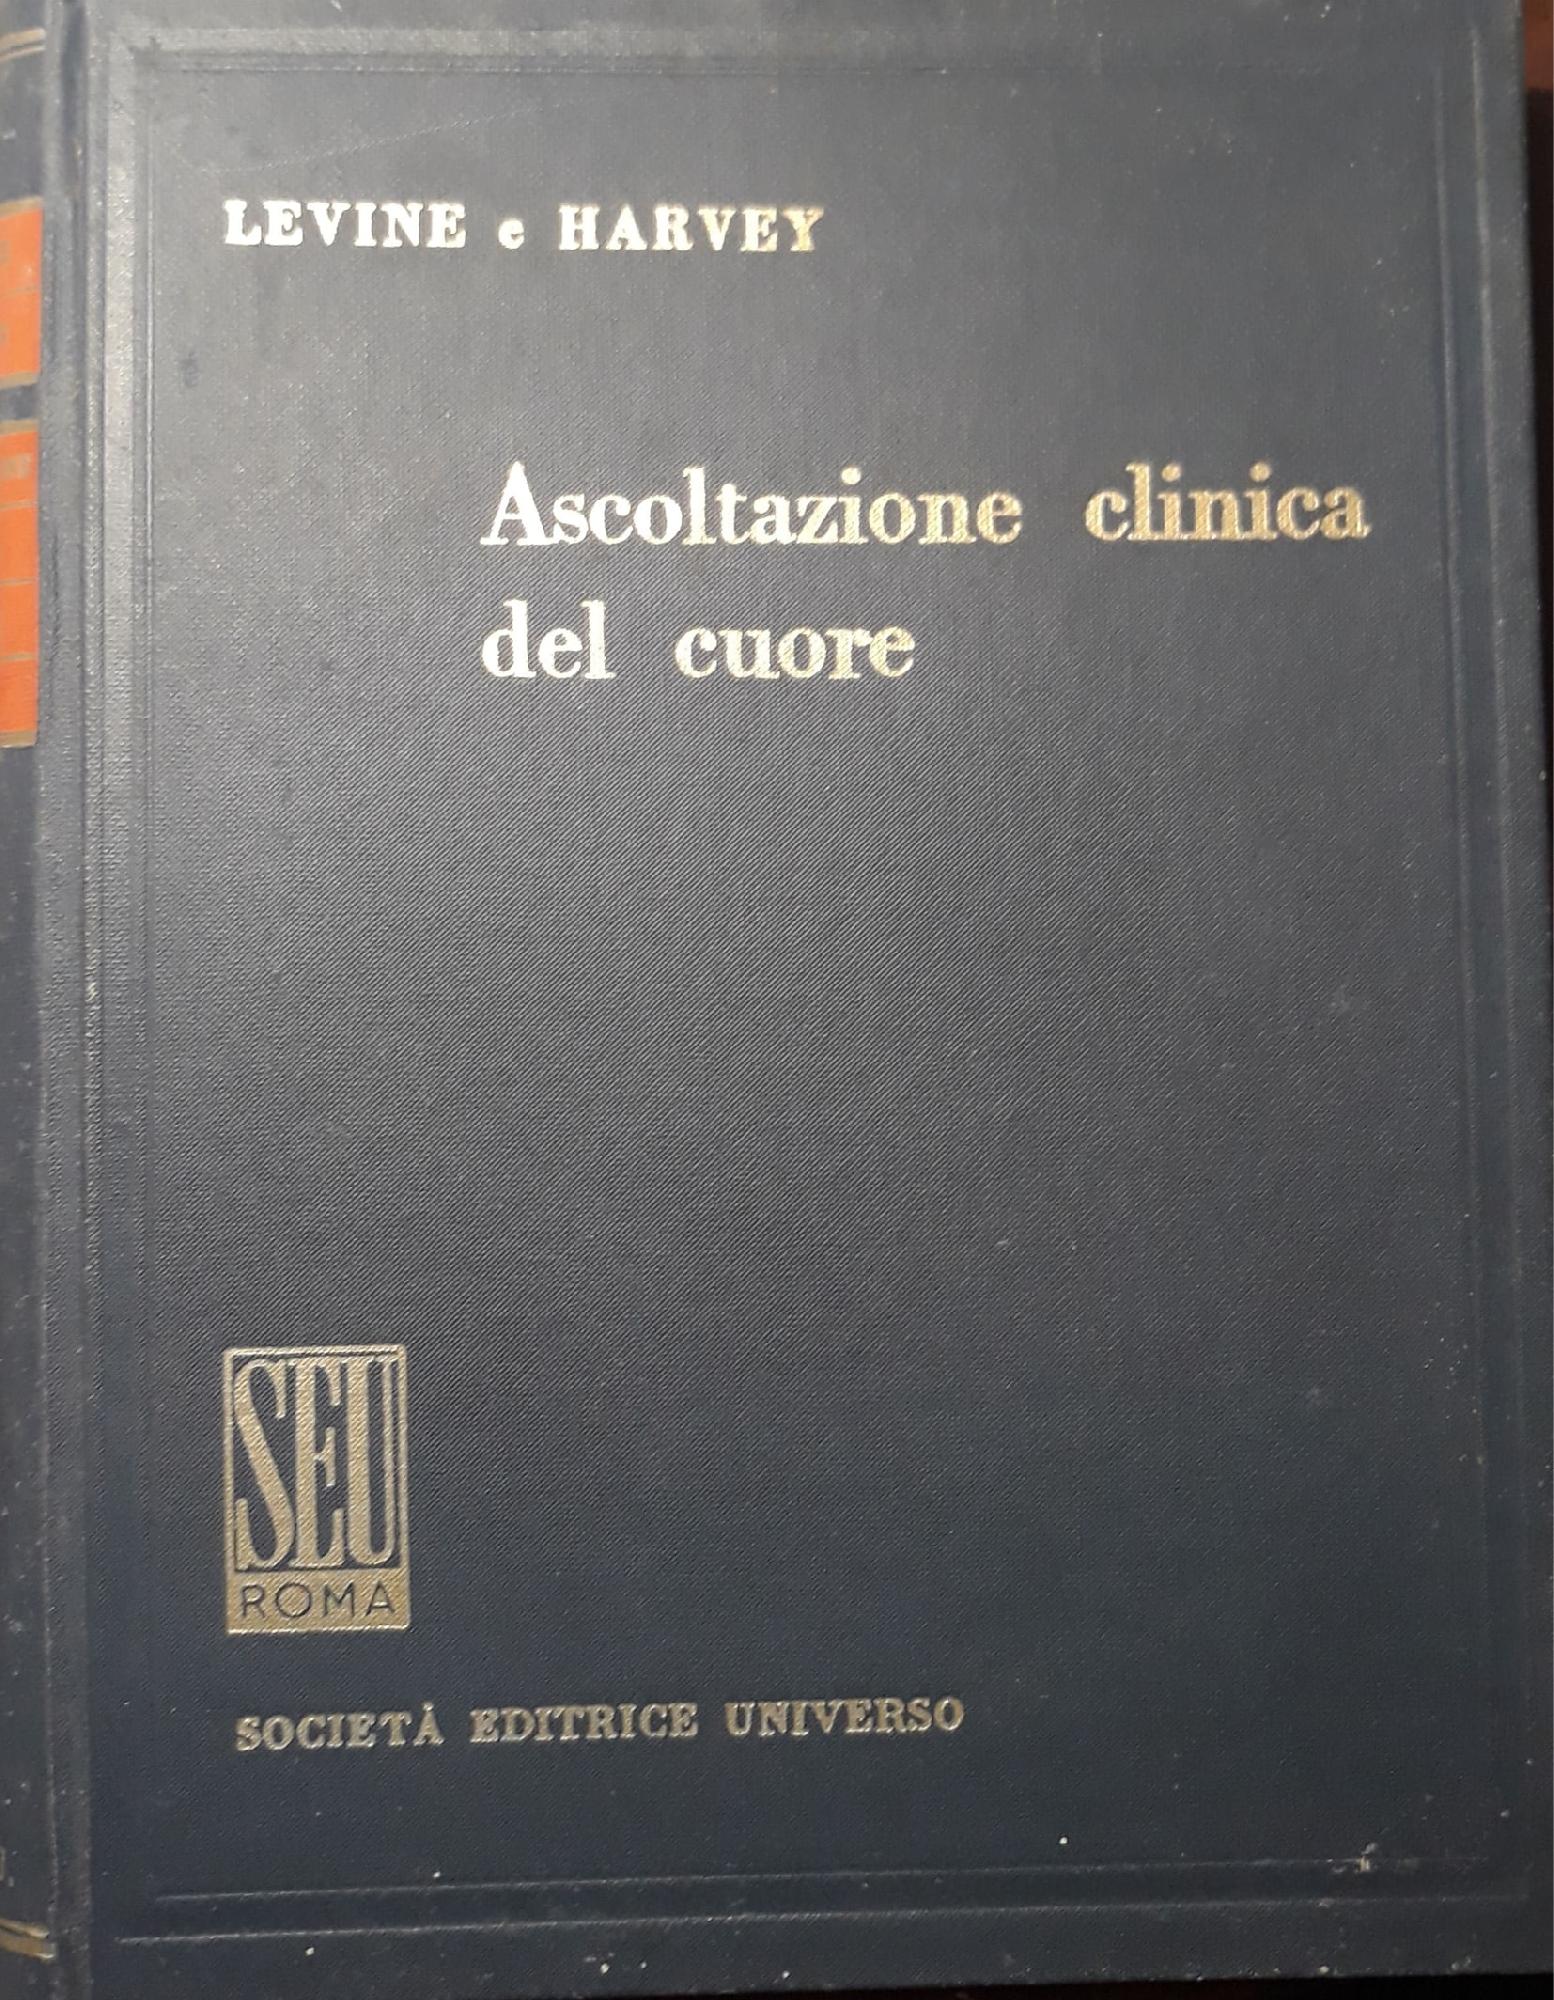 LEVINE e HARVEY
Ascoltazione clinica
del cuore
SEU
ROMA
SOCIETÀ EDITRICE UNIVERSO